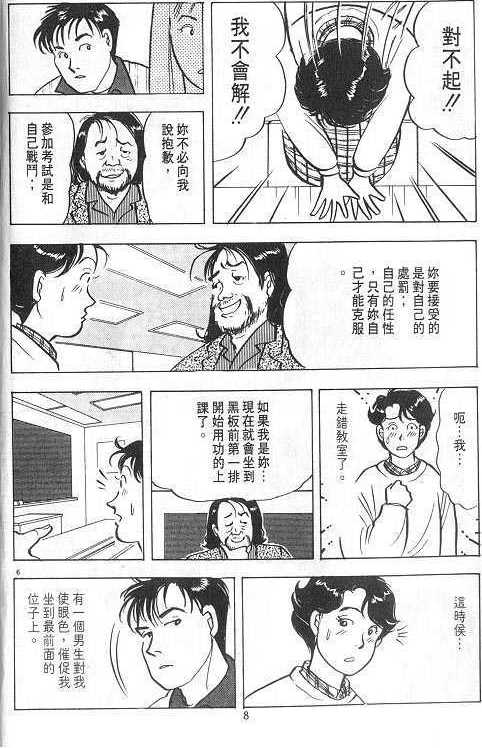 對不起!!
我不會解!!
妳不必向我
說抱歉，
參加考試是和
自己戰鬥；
妳要接受的
是對自己的
處罰；
自己的任性
，只有妳自
己才能克服
。
呃…我…
走錯教室了。
如果我是妳…
現在就會坐到
黑板前第一排
開始用功的上
課了。
6
這時侯…
有一個男生對我
使眼色，催促我
坐到最前面的
位子上。
8